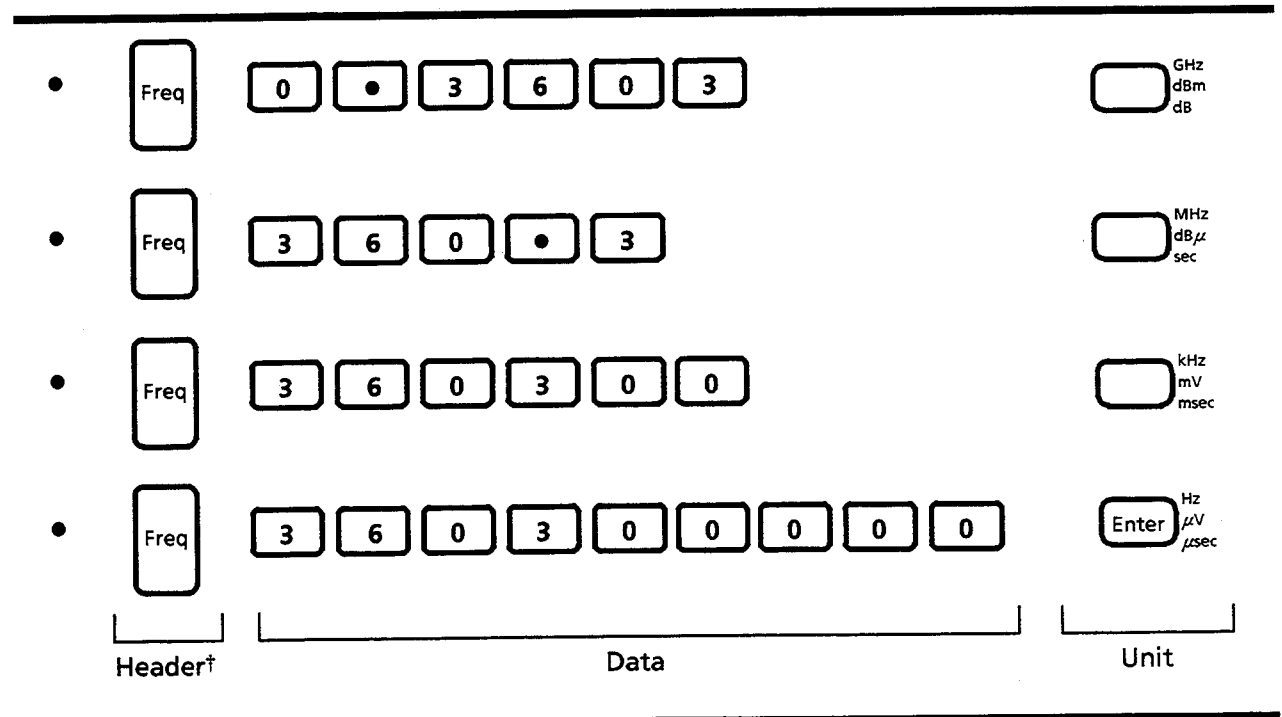 • Freq 0 • 3 6 0 3 GHz
dBm
dB
• Freq 3 6 0 • 3 MHz
dBμ
sec
• Freq 3 6 0 3 0 0 kHz
mV
msec
• Freq 3 6 0 3 0 0 0 0 0 Enter Hz
μV
μsec
Header† Data Unit